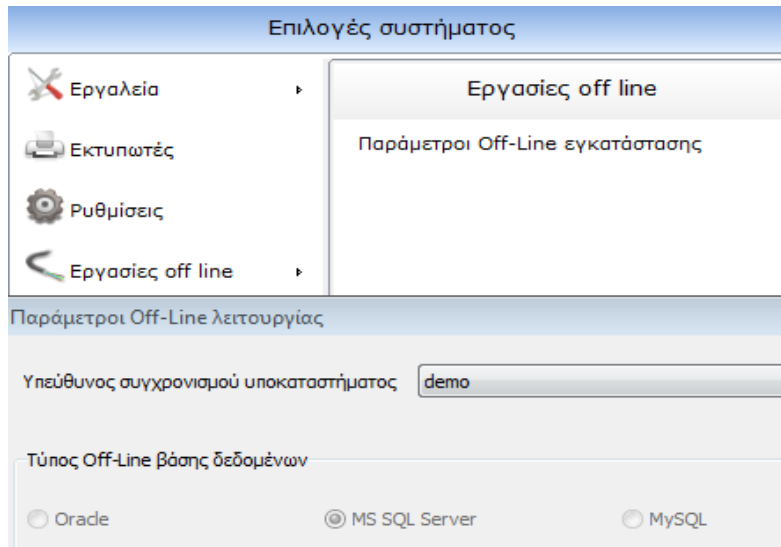 Επιλογές συστήματος
Εργαλεία
Εκτυπωτές
Ρυθμίσεις
Εργασίες off line
Εργασίες off line
Παράμετροι Off-Line εγκατάστασης
Παράμετροι Off-Line λειτουργίας
Υπεύθυνος συγχρονισμού υποκαταστήματος demo
Τύπος Off-Line βάσης δεδομένων
Oracle MS SQL Server MySQL